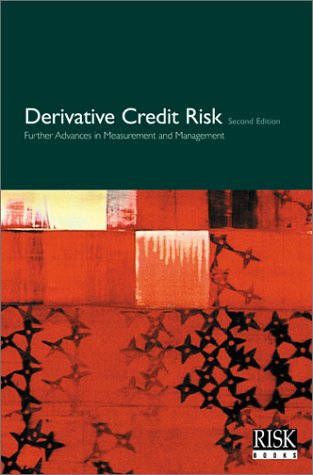 Derivative Credit Risk Second Edition
Further Advances in Measurement and Management
RISK
BOOKS